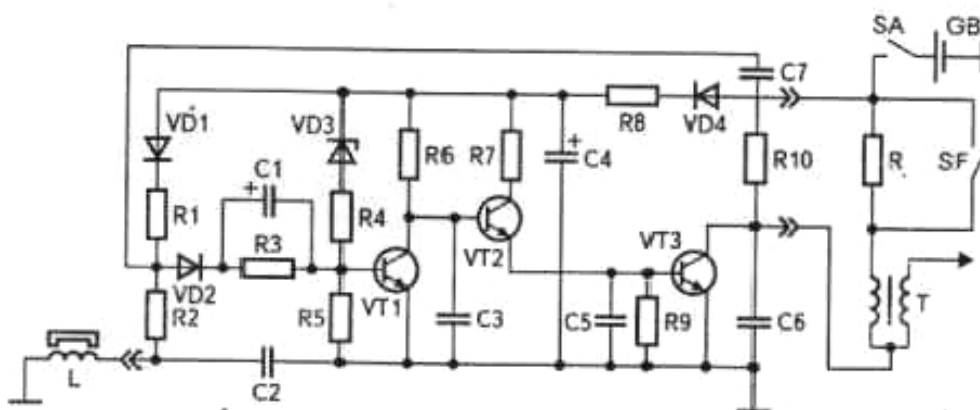 SA GB
C7
VD1 VD3 R8 VD4
R6 R7 + C4 R10 R SF
C1
+
R1 R4
R3 VT2 VT3
VD2 VT1
R2 R5 C3 C5 R9 C6 T
L C2